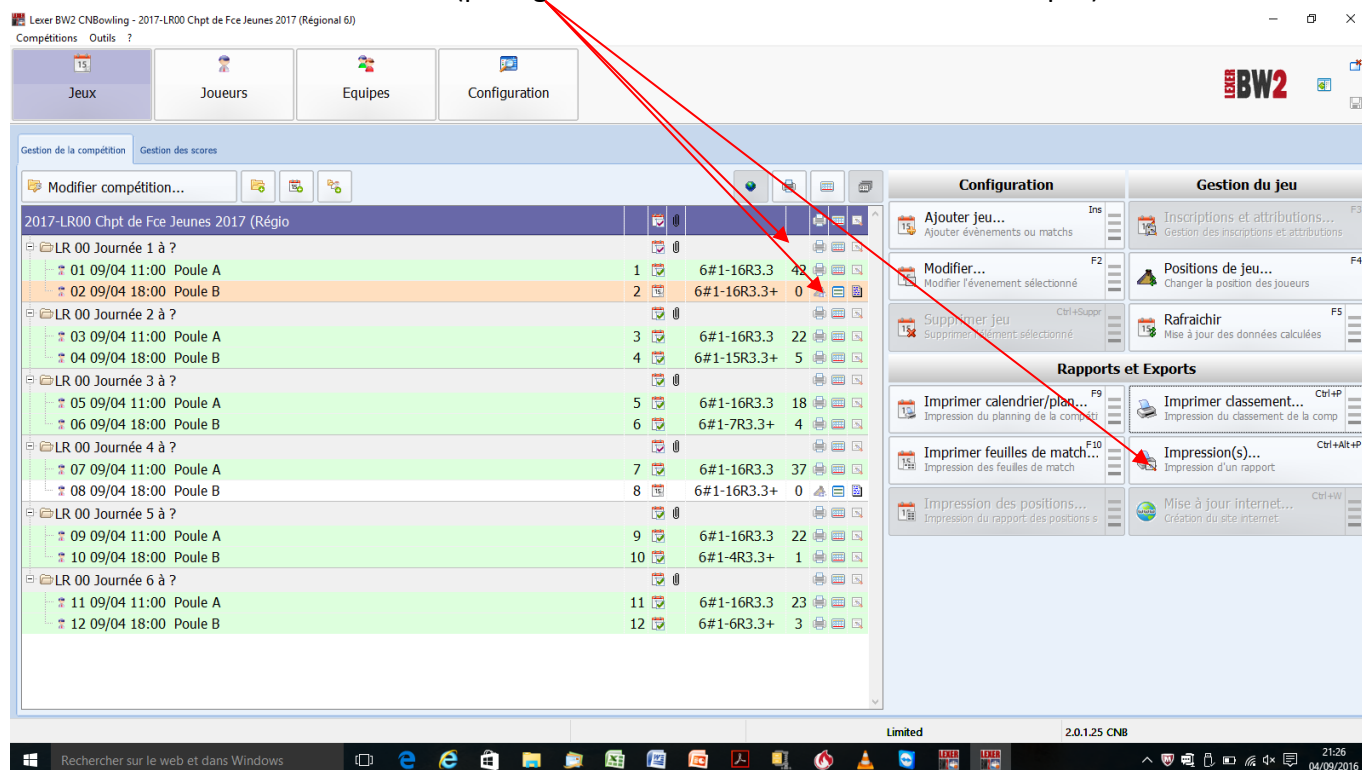 Lexer BW2 CNBowling - 2017-LR00 Chpt de Fce Jeunes 2017 (Régional 6J)
Compétitions Outils ?
Jeux Joueurs Equipes Configuration
LEXER BW2
Gestion de la compétition Gestion des scores
Modifier compétition...
2017-LR00 Chpt de Fce Jeunes 2017 (Régio
LR 00 Journée 1 à ?
01 09/04 11:00 Poule A 1 6#1-16R3.3 42
02 09/04 18:00 Poule B 2 6#1-16R3.3+ 0
LR 00 Journée 2 à ?
03 09/04 11:00 Poule A 3 6#1-16R3.3 22
04 09/04 18:00 Poule B 4 6#1-15R3.3+ 5
LR 00 Journée 3 à ?
05 09/04 11:00 Poule A 5 6#1-16R3.3 18
06 09/04 18:00 Poule B 6 6#1-7R3.3+ 4
LR 00 Journée 4 à ?
07 09/04 11:00 Poule A 7 6#1-16R3.3 37
08 09/04 18:00 Poule B 8 6#1-16R3.3+ 0
LR 00 Journée 5 à ?
09 09/04 11:00 Poule A 9 6#1-16R3.3 22
10 09/04 18:00 Poule B 10 6#1-4R3.3+ 1
LR 00 Journée 6 à ?
11 09/04 11:00 Poule A 11 6#1-16R3.3 23
12 09/04 18:00 Poule B 12 6#1-6R3.3+ 3
Configuration
Ajouter jeu... Ins
Ajouter évènements ou matchs
Modifier... F2
Modifier l'évenement sélectionné
Supprimer jeu Ctrl+Suppr
Supprimer l'élément sélectionné
Gestion du jeu
Inscriptions et attributions... F3
Gestion des inscriptions et attributions
Positions de jeu... F4
Changer la position des joueurs
Rafraichir F5
Mise à jour des données calculées
Rapports et Exports
Imprimer calendrier/plan... F9
Impression du planning de la compéti
Imprimer classement... Ctrl+P
Impression du classement de la comp
Imprimer feuilles de match... F10
Impression des feuilles de match
Impression(s)... Ctrl+Alt+P
Impression d'un rapport
Impression des positions...
Impression du rapport des positions s
Mise à jour internet... Ctrl+W
Création du site internet
Limited 2.0.1.25 CNB
Rechercher sur le web et dans Windows
21:26
04/09/2016